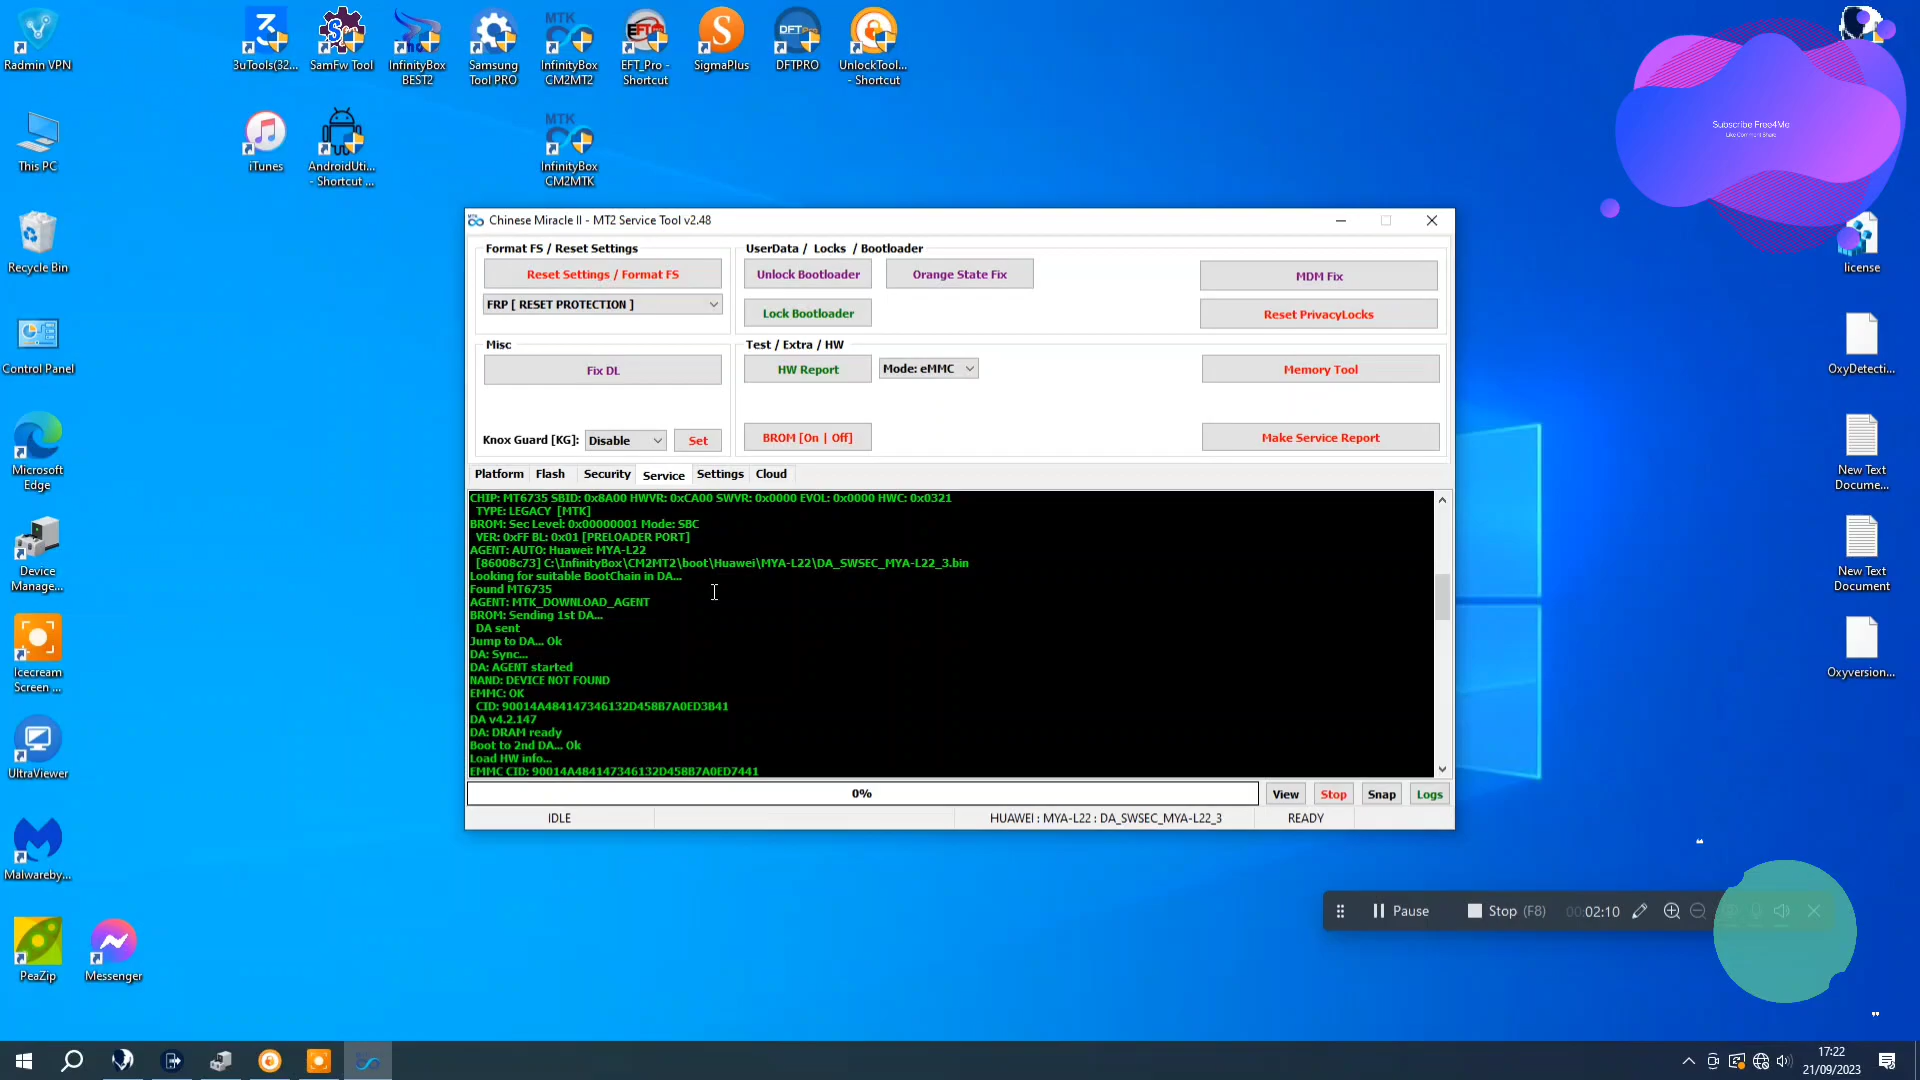 Radmin VPN
3uTools(32...
SamFw Tool
InfinityBox
BEST2
Samsung
Tool PRO
MTK
InfinityBox
CM2MT2
EFT
EFT_Pro -
Shortcut
SigmaPlus
DFTPRO
UnlockTool...
- Shortcut
This PC
iTunes
AndroidUti...
- Shortcut ...
MTK
InfinityBox
CM2MTK
Subscribe Free4Me
Like Comment Share
Recycle Bin
Control Panel
Microsoft
Edge
Device
Manage...
Icecream
Screen ...
UltraViewer
Malwareby...
PeaZip
Messenger
license
OxyDetecti...
New Text
Docume...
New Text
Document
Oxyversion...
Chinese Miracle II - MT2 Service Tool v2.48
Format FS / Reset Settings
Reset Settings / Format FS
FRP [ RESET PROTECTION ]
UserData / Locks / Bootloader
Unlock Bootloader
Orange State Fix
MDM Fix
Lock Bootloader
Reset PrivacyLocks
Misc
Fix DL
Knox Guard [KG]:
Disable
Set
Test / Extra / HW
HW Report
Mode: eMMC
Memory Tool
BROM [On | Off]
Make Service Report
Platform
Flash
Security
Service
Settings
Cloud
CHIP: MT6735 SBID: 0x8A00 HWVR: 0xCA00 SWVR: 0x0000 EVOL: 0x0000 HWC: 0x0321
TYPE: LEGACY [MTK]
BROM: Sec Level: 0x00000001 Mode: SBC
VER: 0xFF BL: 0x01 [PRELOADER PORT]
AGENT: AUTO: Huawei: MYA-L22
[86008c73] C:\InfinityBox\CM2MT2\boot\Huawei\MYA-L22\DA_SWSEC_MYA-L22_3.bin
Looking for suitable BootChain in DA...
Found MT6735
AGENT: MTK_DOWNLOAD_AGENT
BROM: Sending 1st DA...
DA sent
Jump to DA... Ok
DA: Sync...
DA: AGENT started
NAND: DEVICE NOT FOUND
EMMC: OK
CID: 90014A484147346132D458B7A0ED3B41
DA v4.2.147
DA: DRAM ready
Boot to 2nd DA... Ok
Load HW info...
EMMC CID: 90014A484147346132D458B7A0ED7441
0%
View
Stop
Snap
Logs
IDLE
HUAWEI : MYA-L22 : DA_SWSEC_MYA-L22_3
READY
Pause
Stop (F8)
00:02:10
17:22
21/09/2023